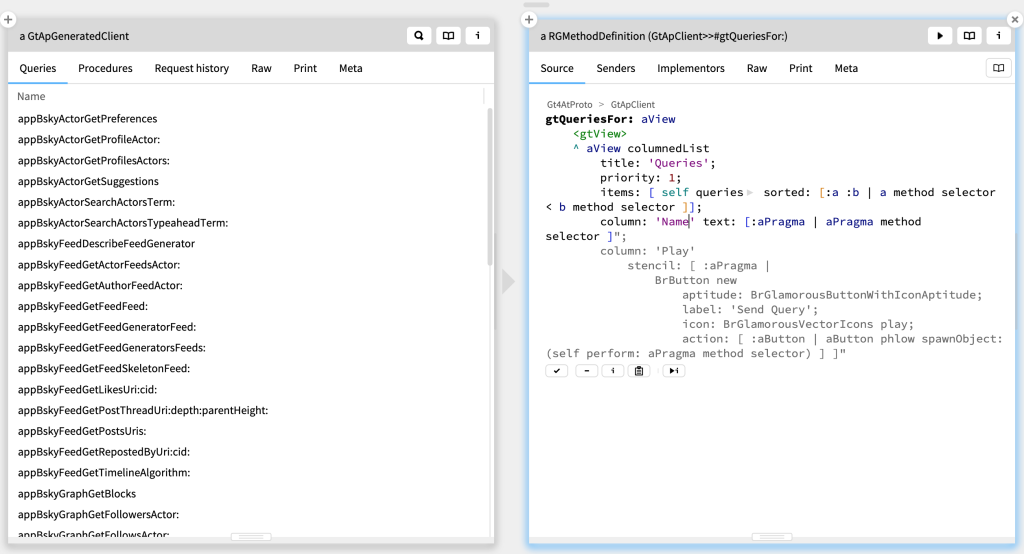 a GtApGeneratedClient
Queries Procedures Request history Raw Print Meta
Name
appBskyActorGetPreferences
appBskyActorGetProfileActor:
appBskyActorGetProfilesActors:
appBskyActorGetSuggestions
appBskyActorSearchActorsTerm:
appBskyActorSearchActorsTypeaheadTerm:
appBskyFeedDescribeFeedGenerator
appBskyFeedGetActorFeedsActor:
appBskyFeedGetAuthorFeedActor:
appBskyFeedGetFeedFeed:
appBskyFeedGetFeedGeneratorFeed:
appBskyFeedGetFeedGeneratorsFeeds:
appBskyFeedGetFeedSkeletonFeed:
appBskyFeedGetLikesUri:cid:
appBskyFeedGetPostThreadUri:depth:parentHeight:
appBskyFeedGetPostsUris:
appBskyFeedGetRepostedByUri:cid:
appBskyFeedGetTimelineAlgorithm:
appBskyGraphGetBlocks
appBskyGraphGetFollowersActor:
appBskyGraphGetFollowsActor:
a RGMethodDefinition (GtApClient>>#gtQueriesFor:)
Source Senders Implementors Raw Print Meta
Gt4AtProto > GtApClient
gtQueriesFor: aView
<gtView>
^ aView columnedList
title: 'Queries';
priority: 1;
items: [ self queries sorted: [:a :b | a method selector
< b method selector ]];
column: 'Name' text: [:aPragma | aPragma method
selector ]";
column: 'Play'
stencil: [ :aPragma |
BrButton new
aptitude: BrGlamorousButtonWithIconAptitude;
label: 'Send Query';
icon: BrGlamorousVectorIcons play;
action: [ :aButton | aButton phlow spawnObject:
(self perform: aPragma method selector) ] ]"